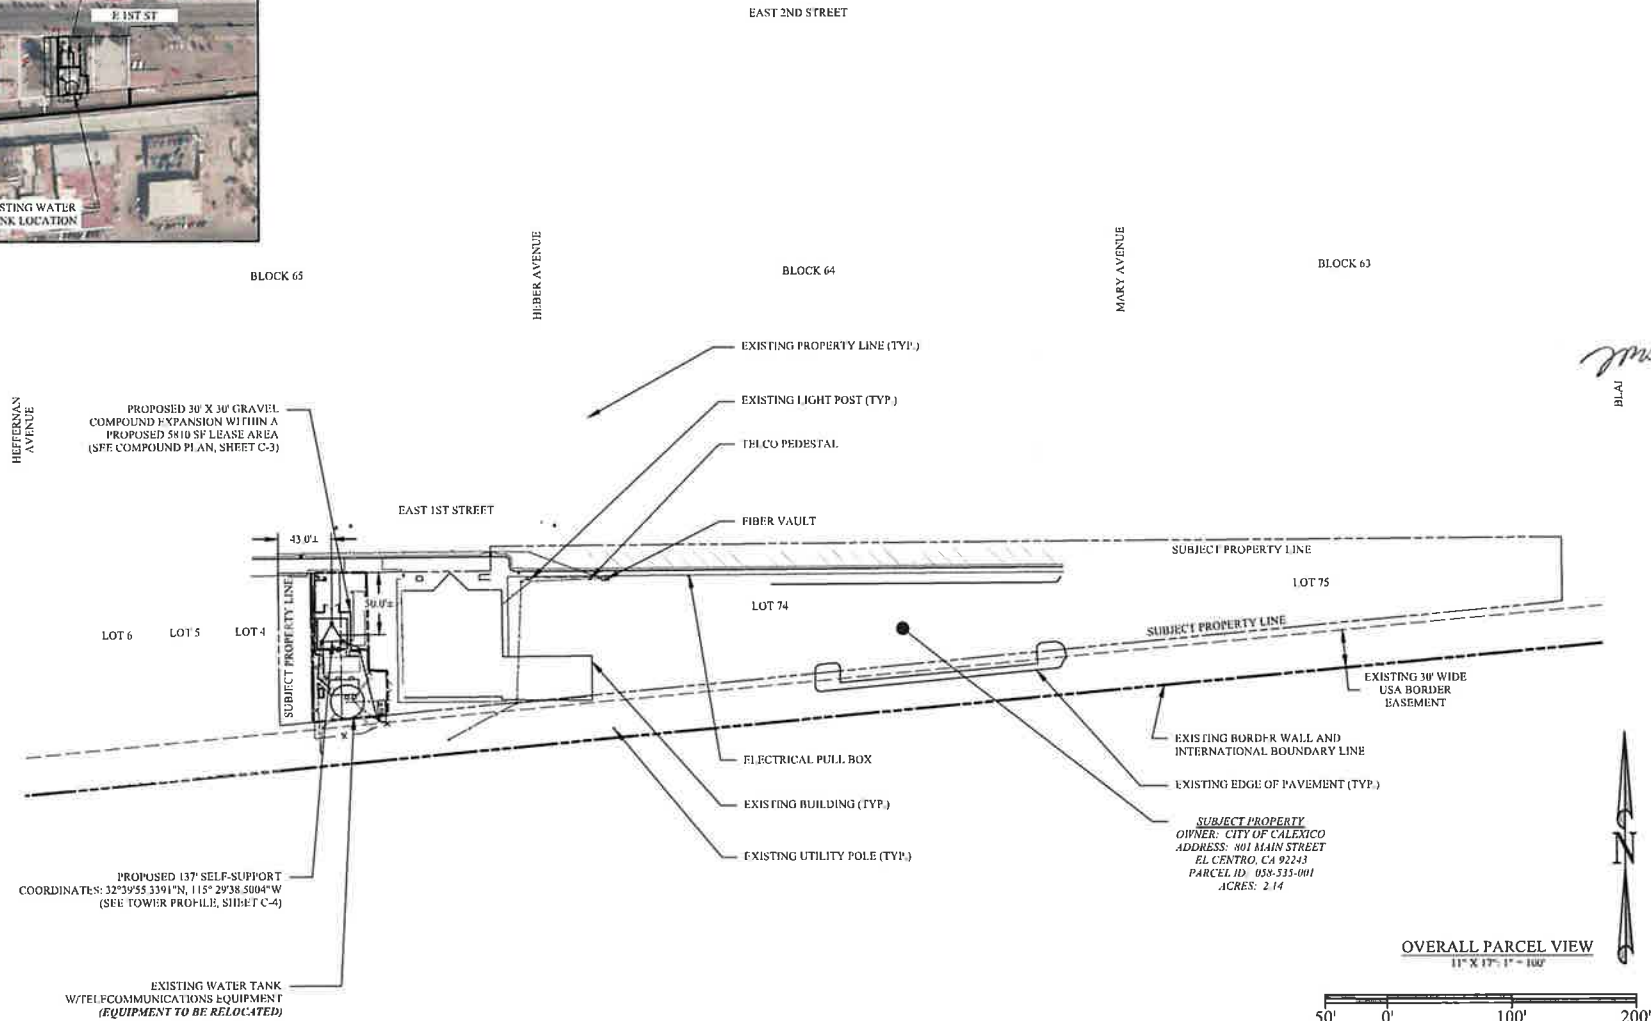 E 1ST ST
EAST 2ND STREET
WATER
LOCATION
BLOCK 65
HEBER AVENUE
BLOCK 64
MARY AVENUE
BLOCK 63
HEFFERNAN
AVENUE
PROPOSED 30' X 30' GRAVEL
COMPOUND EXPANSION WITHIN A
PROPOSED 5810 SF LEASE AREA
(SEE COMPOUND PLAN, SHEET C-3)
EXISTING PROPERTY LINE (TYP.)
EXISTING LIGHT POST (TYP.)
TELCO PEDESTAL
FIBER VAULT
EAST 1ST STREET
43.0'±
50.0'±
SUBJECT PROPERTY LINE
LOT 75
LOT 74
LOT 6
LOT 5
LOT 4
SUBJECT PROPERTY LINE
SUBJECT PROPERTY LINE
EXISTING 30' WIDE
USA BORDER
EASEMENT
EXISTING BORDER WALL AND
INTERNATIONAL BOUNDARY LINE
ELECTRICAL PULL BOX
EXISTING EDGE OF PAVEMENT (TYP.)
EXISTING BUILDING (TYP.)
EXISTING UTILITY POLE (TYP.)
SUBJECT PROPERTY
OWNER: CITY OF CALEXICO
ADDRESS: 801 MAIN STREET
EL CENTRO, CA 92243
PARCEL ID: 058-535-001
ACRES: 2.14
PROPOSED 137' SELF-SUPPORT
COORDINATES: 32°39'55.3391"N, 115° 29'38.5004"W
(SEE TOWER PROFILE, SHEET C-4)
N
EXISTING WATER TANK
W/TELECOMMUNICATIONS EQUIPMENT
(EQUIPMENT TO BE RELOCATED)
OVERALL PARCEL VIEW
11" X 17": 1" = 100'
50' 0' 100' 200'